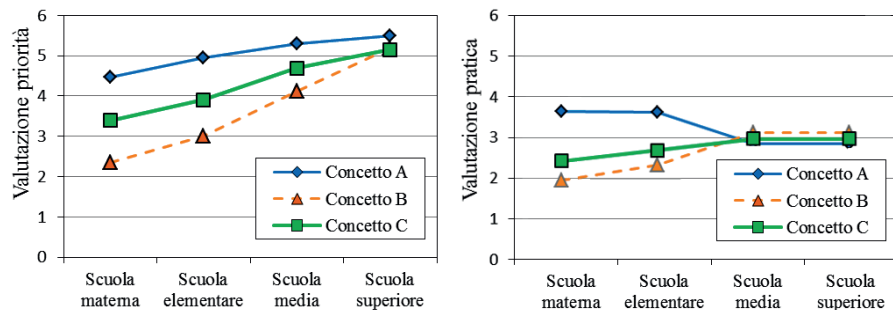 Valutazione priorità
6
5
4
3
2
1
0
Concetto A
Concetto B
Concetto C
Scuola materna
Scuola elementare
Scuola media
Scuola superiore
Valutazione pratica
6
5
4
3
2
1
0
Concetto A
Concetto B
Concetto C
Scuola materna
Scuola elementare
Scuola media
Scuola superiore